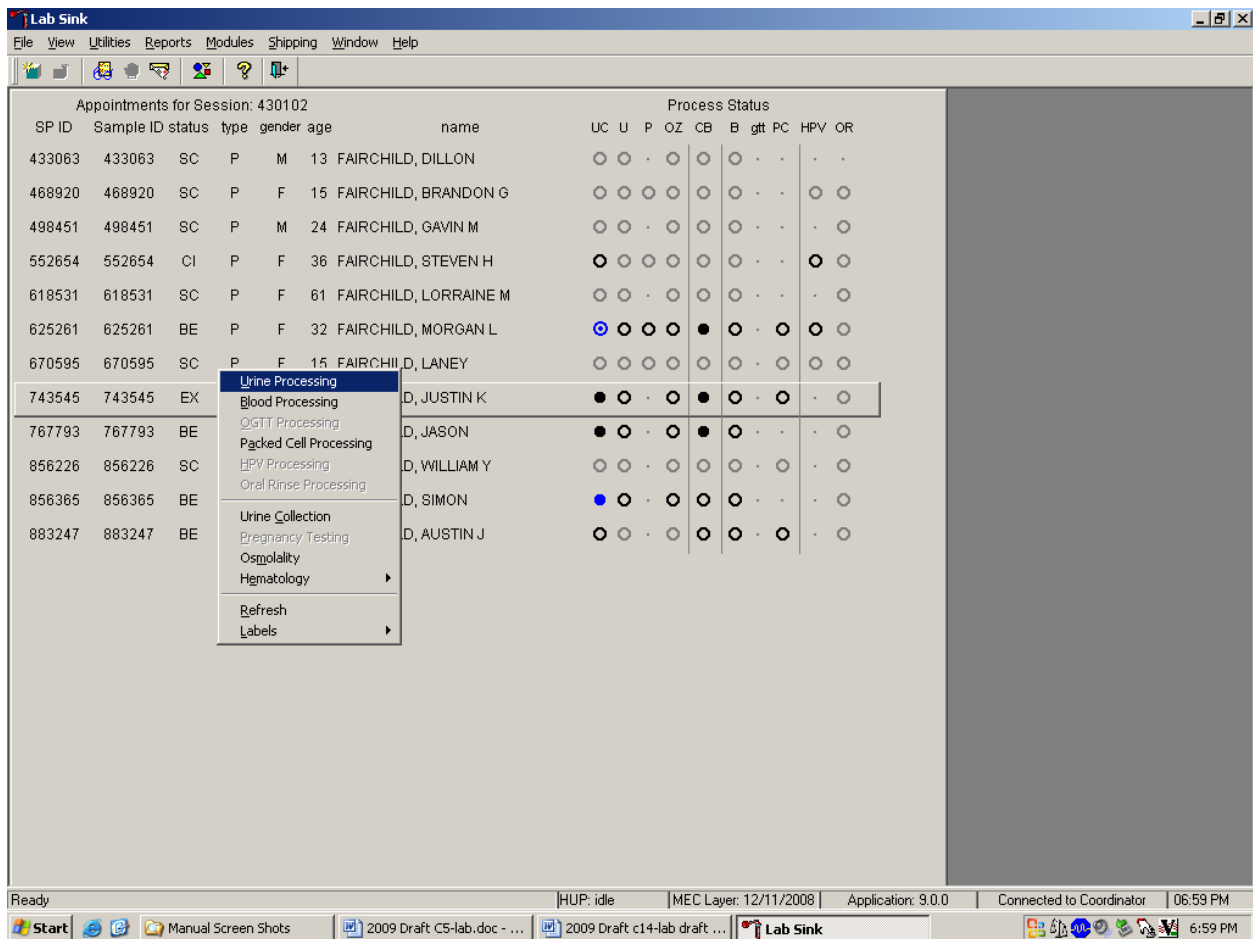 Lab Sink
File View Utilities Reports Modules Shipping Window Help
Appointments for Session: 430102 Process Status
SP ID Sample ID status type gender age name UC U P OZ CB B gtt PC HPV OR
433063 433063 SC P M 13 FAIRCHILD, DILLON
468920 468920 SC P F 15 FAIRCHILD, BRANDON G
498451 498451 SC P M 24 FAIRCHILD, GAVIN M
552654 552654 CI P F 36 FAIRCHILD, STEVEN H
618531 618531 SC P F 61 FAIRCHILD, LORRAINE M
625261 625261 BE P F 32 FAIRCHILD, MORGAN L
670595 670595 SC P F 15 FAIRCHILD, LANEY
743545 743545 EX D, JUSTIN K
767793 767793 BE D, JASON
856226 856226 SC D, WILLIAM Y
856365 856365 BE D, SIMON
883247 883247 BE D, AUSTIN J
Urine Processing
Blood Processing
OGTT Processing
Packed Cell Processing
HPV Processing
Oral Rinse Processing
Urine Collection
Pregnancy Testing
Osmolality
Hematology
Refresh
Labels
Ready HUP: idle MEC Layer: 12/11/2008 Application: 9.0.0 Connected to Coordinator 06:59 PM
Start Manual Screen Shots 2009 Draft C5-lab.doc - ... 2009 Draft c14-lab draft ... Lab Sink 6:59 PM